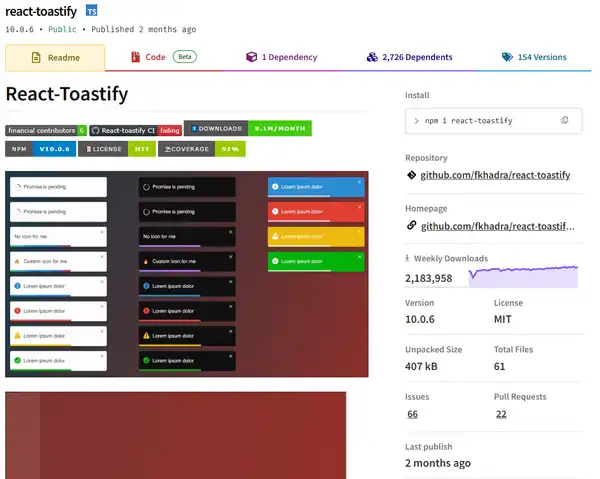 react-toastify TS
10.0.6 • Public • Published 2 months ago
Readme
Code Beta
1 Dependency
2,726 Dependents
154 Versions
React-Toastify
financial contributors 6 React-toastify CI failing DOWNLOADS 9.1M/MONTH
NPM V10.0.6 LICENSE MIT COVERAGE 91%
Promise is pending
Promise is pending
No icon for me
Custom icon for me
Lorem ipsum dolor
Lorem ipsum dolor
Lorem ipsum dolor
Lorem ipsum dolor
Promise is pending
Promise is pending
No icon for me
Custom icon for me
Lorem ipsum dolor
Lorem ipsum dolor
Lorem ipsum dolor
Lorem ipsum dolor
Lorem ipsum dolor
Lorem ipsum dolor
Lorem ipsum dolor
Lorem ipsum dolor
Install
> npm i react-toastify
Repository
github.com/fkhadra/react-toastify
Homepage
github.com/fkhadra/react-toastif...
Weekly Downloads
2,183,958
Version
10.0.6
License
MIT
Unpacked Size
407 kB
Total Files
61
Issues
66
Pull Requests
22
Last publish
2 months ago